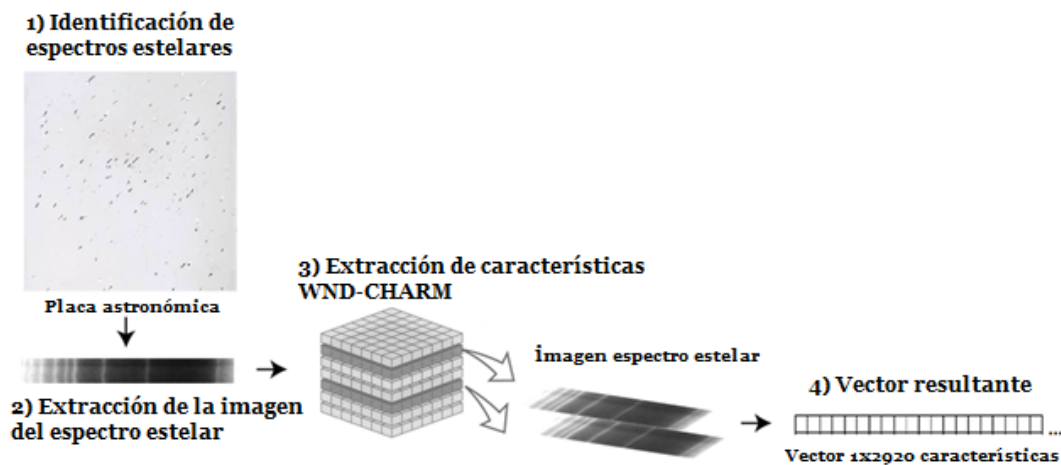 1) Identificación de
espectros estelares
Placa astronómica
2) Extracción de la imagen
del espectro estelar
3) Extracción de características
WND-CHARM
imagen espectro estelar
4) Vector resultante
...
Vector 1x2920 características